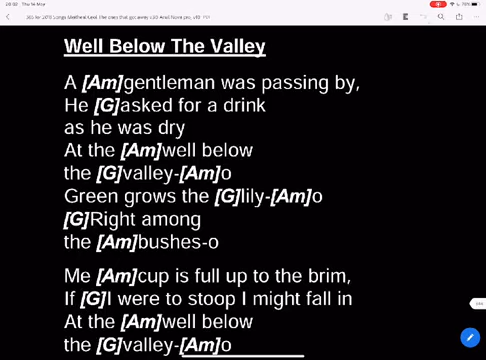 Well Below The Valley
A [Am]gentleman was passing by,
He [G]asked for a drink
as he was dry
At the [Am]well below
the [G]valley-[Am]o
Green grows the [G]lily-[Am]o
[G]Right among
the [Am]bushes-o
Me [Am]cup is full up to the brim,
If [G]I were to stoop I might fall in
At the [Am]well below
the [G]valley-[Am]o